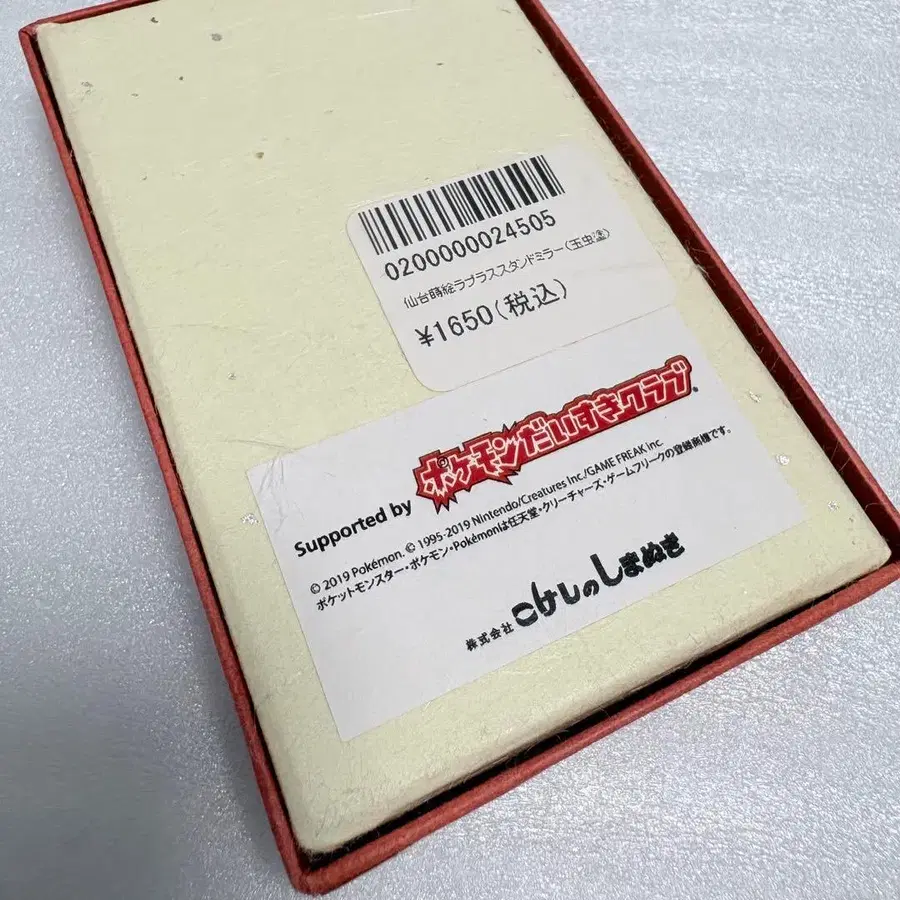 0200000024505
仙台蒔絵ラプラススタンドミラー(玉虫塗)
¥1650(税込)
Supported by ポケモンだいすきクラブ®
© 2019 Pokémon. © 1995-2019 Nintendo/Creatures Inc./GAME FREAK inc.
ポケットモンスター・ポケモン・Pokémonは任天堂・クリーチャーズ・ゲームフリークの登録商標です。
株式会社 こけしのしまぬき